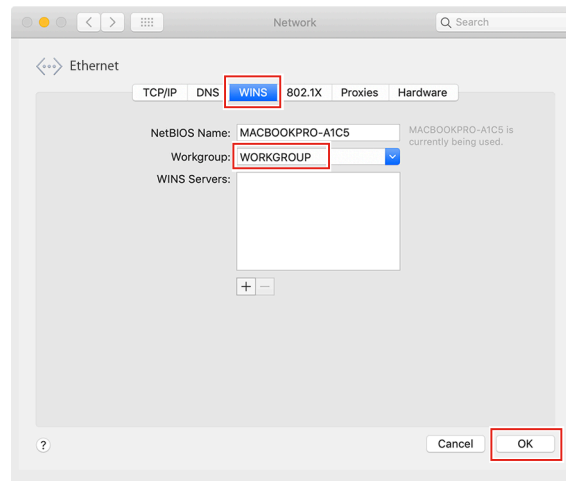 Network
Search
Ethernet
TCP/IP DNS WINS 802.1X Proxies Hardware
NetBIOS Name: MACBOOKPRO-A1C5
MACBOOKPRO-A1C5 is
currently being used.
Workgroup: WORKGROUP
WINS Servers:
+ −
? Cancel OK